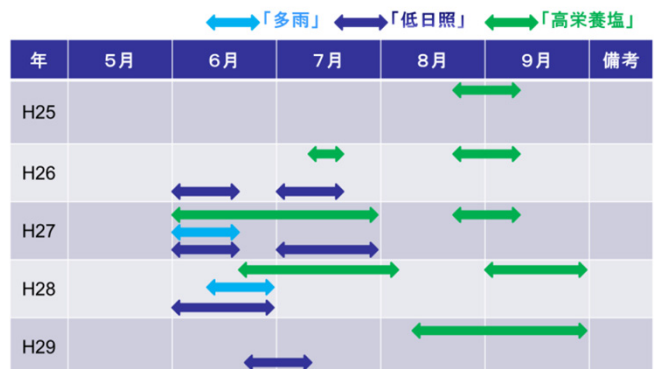 「多雨」 「低日照」 「高栄養塩」
年 5月 6月 7月 8月 9月 備考
H25
H26
H27
H28
H29